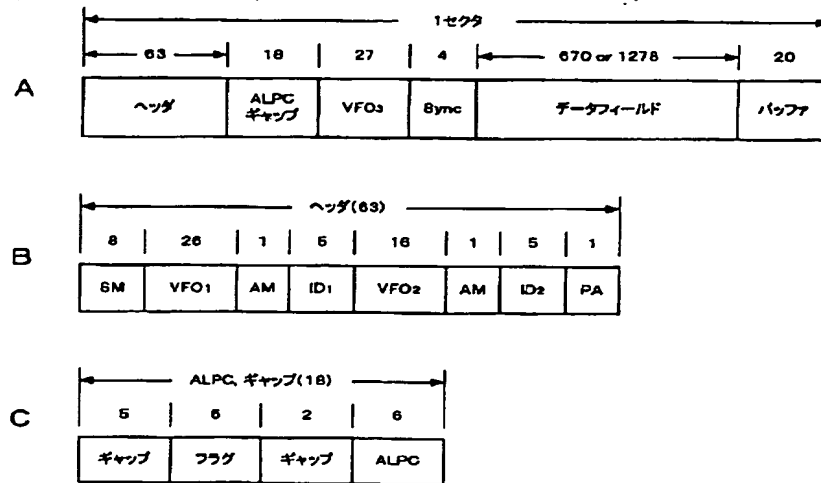 1セクタ
63 18 27 4 670 or 1278 20
A
ヘッダ ALPC ギャップ VFO3 Sync データフィールド バッファ
ヘッダ(63)
8 26 1 5 16 1 5 1
B
SM VFO1 AM ID1 VFO2 AM ID2 PA
ALPC, ギャップ(18)
5 5 2 6
C
ギャップ フラグ ギャップ ALPC